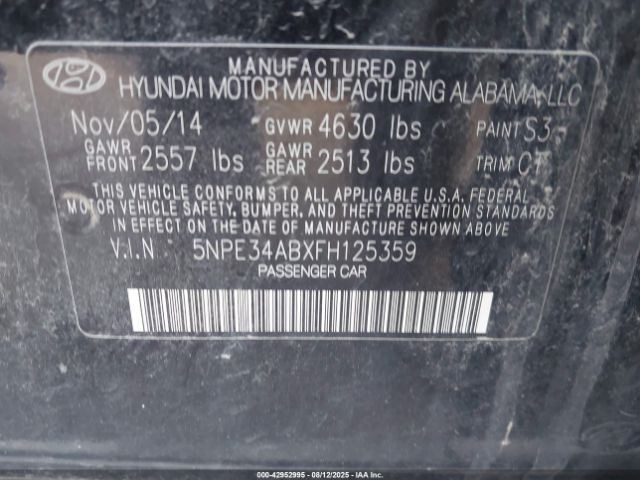 MANUFACTURED BY
HYUNDAI MOTOR MANUFACTURING ALABAMA, LLC
Nov/05/14 GVWR 4630 lbs PAINT S3
GAWR FRONT 2557 lbs GAWR REAR 2513 lbs TRIM CT
THIS VEHICLE CONFORMS TO ALL APPLICABLE U.S.A. FEDERAL
MOTOR VEHICLE SAFETY, BUMPER, AND THEFT PREVENTION
STANDARDS IN EFFECT ON THE DATE OF MANUFACTURE SHOWN ABOVE.
V.I.N 5NPE34ABXFH125359
PASSENGER CAR
000-42952995 - 08/12/2025 - IAA Inc.